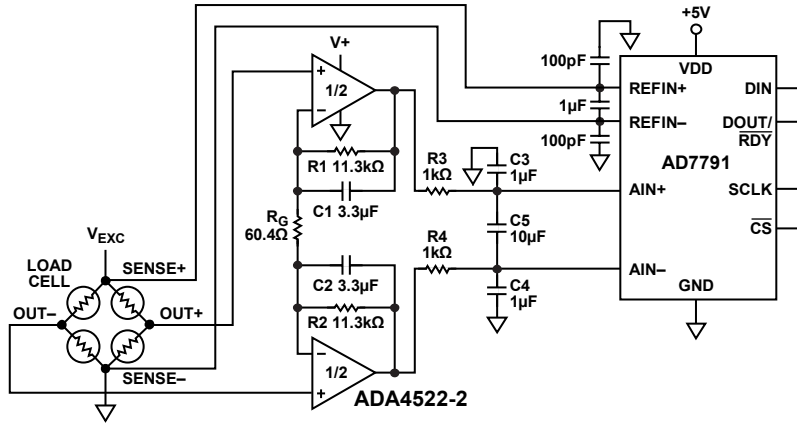 +5V
V+
100pF
VDD
REFIN+
DIN
1/2
1µF
REFIN–
DOUT/
RDY
100pF
AD7791
R1 11.3kΩ
R3
1kΩ
C3
1µF
SCLK
AIN+
C1 3.3µF
RG
60.4Ω
C5
10µF
CS
VEXC
SENSE+
R4
1kΩ
C2 3.3µF
AIN–
LOAD
CELL
GND
OUT–
OUT+
C4
1µF
R2 11.3kΩ
1/2
SENSE–
ADA4522-2